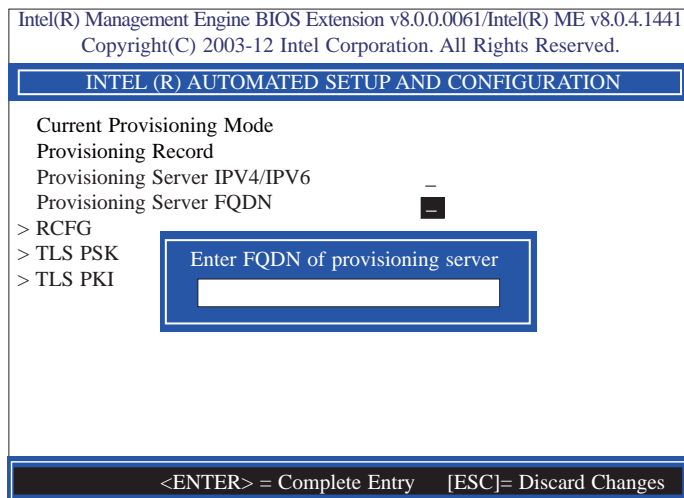 Intel(R) Management Engine BIOS Extension v8.0.0.0061/Intel(R) ME v8.0.4.1441
Copyright(C) 2003-12 Intel Corporation. All Rights Reserved.
INTEL (R) AUTOMATED SETUP AND CONFIGURATION
Current Provisioning Mode
Provisioning Record
Provisioning Server IPV4/IPV6 _
Provisioning Server FQDN _
> RCFG
> TLS PSK
> TLS PKI
Enter FQDN of provisioning server
<ENTER> = Complete Entry [ESC]= Discard Changes